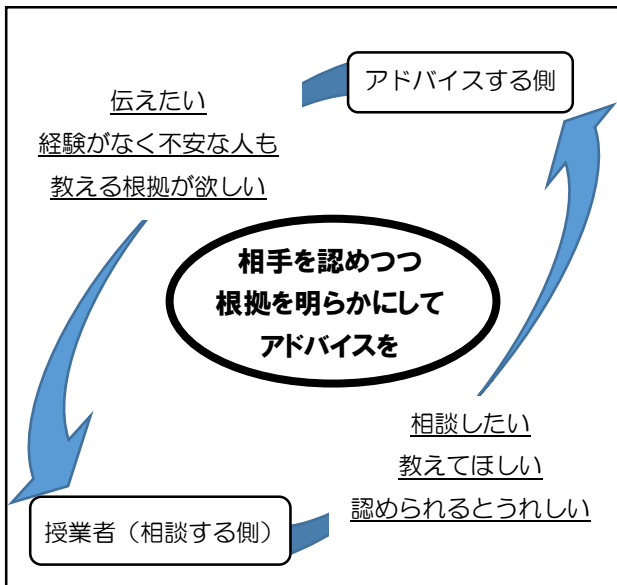 アドバイスする側
伝えたい
経験がなく不安な人も
教える根拠が欲しい
相手を認めつつ
根拠を明らかにして
アドバイスを
相談したい
教えてほしい
認められるとうれしい
授業者（相談する側）